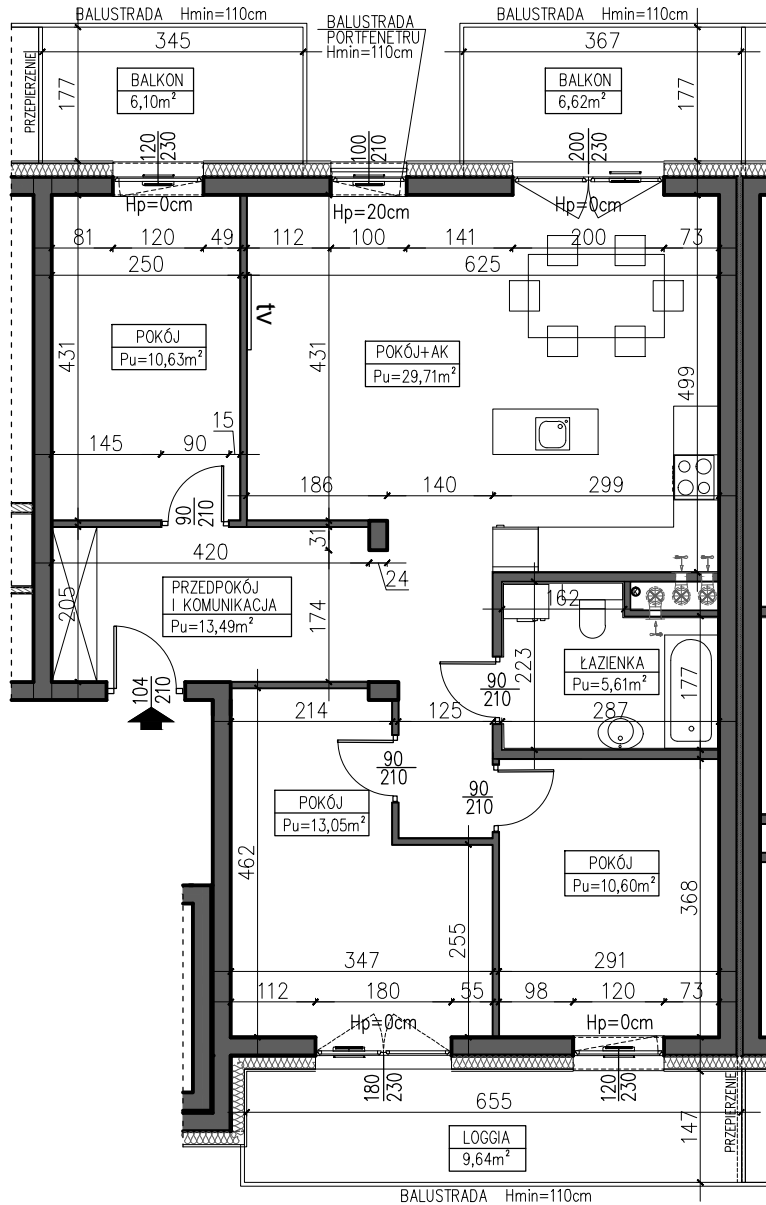 BALUSTRADA Hmin=110cm
BALUSTRADA
PORTFENETRU
Hmin=110cm
BALUSTRADA Hmin=110cm
345
367
PRZEPIERZENIE
177
BALKON
6,10m²
BALKON
6,62m²
177
120
230
100
210
200
230
Hp=0cm
Hp=20cm
Hp=0cm
81
120
49
112
100
141
200
73
250
625
tv
POKÓJ
Pu=10,63m²
POKÓJ+AK
Pu=29,71m²
431
431
499
15
145
90
186
140
299
90
210
31
420
24
205
PRZEDPOKÓJ
I KOMUNIKACJA
Pu=13,49m²
174
162
223
ŁAZIENKA
Pu=5,61m²
177
104
210
90
210
214
125
287
90
210
90
210
POKÓJ
Pu=13,05m²
462
POKÓJ
Pu=10,60m²
368
255
347
291
112
180
55
98
120
73
Hp=0cm
Hp=0cm
180
230
120
230
655
LOGGIA
9,64m²
147
PRZEPIERZENIE
BALUSTRADA Hmin=110cm